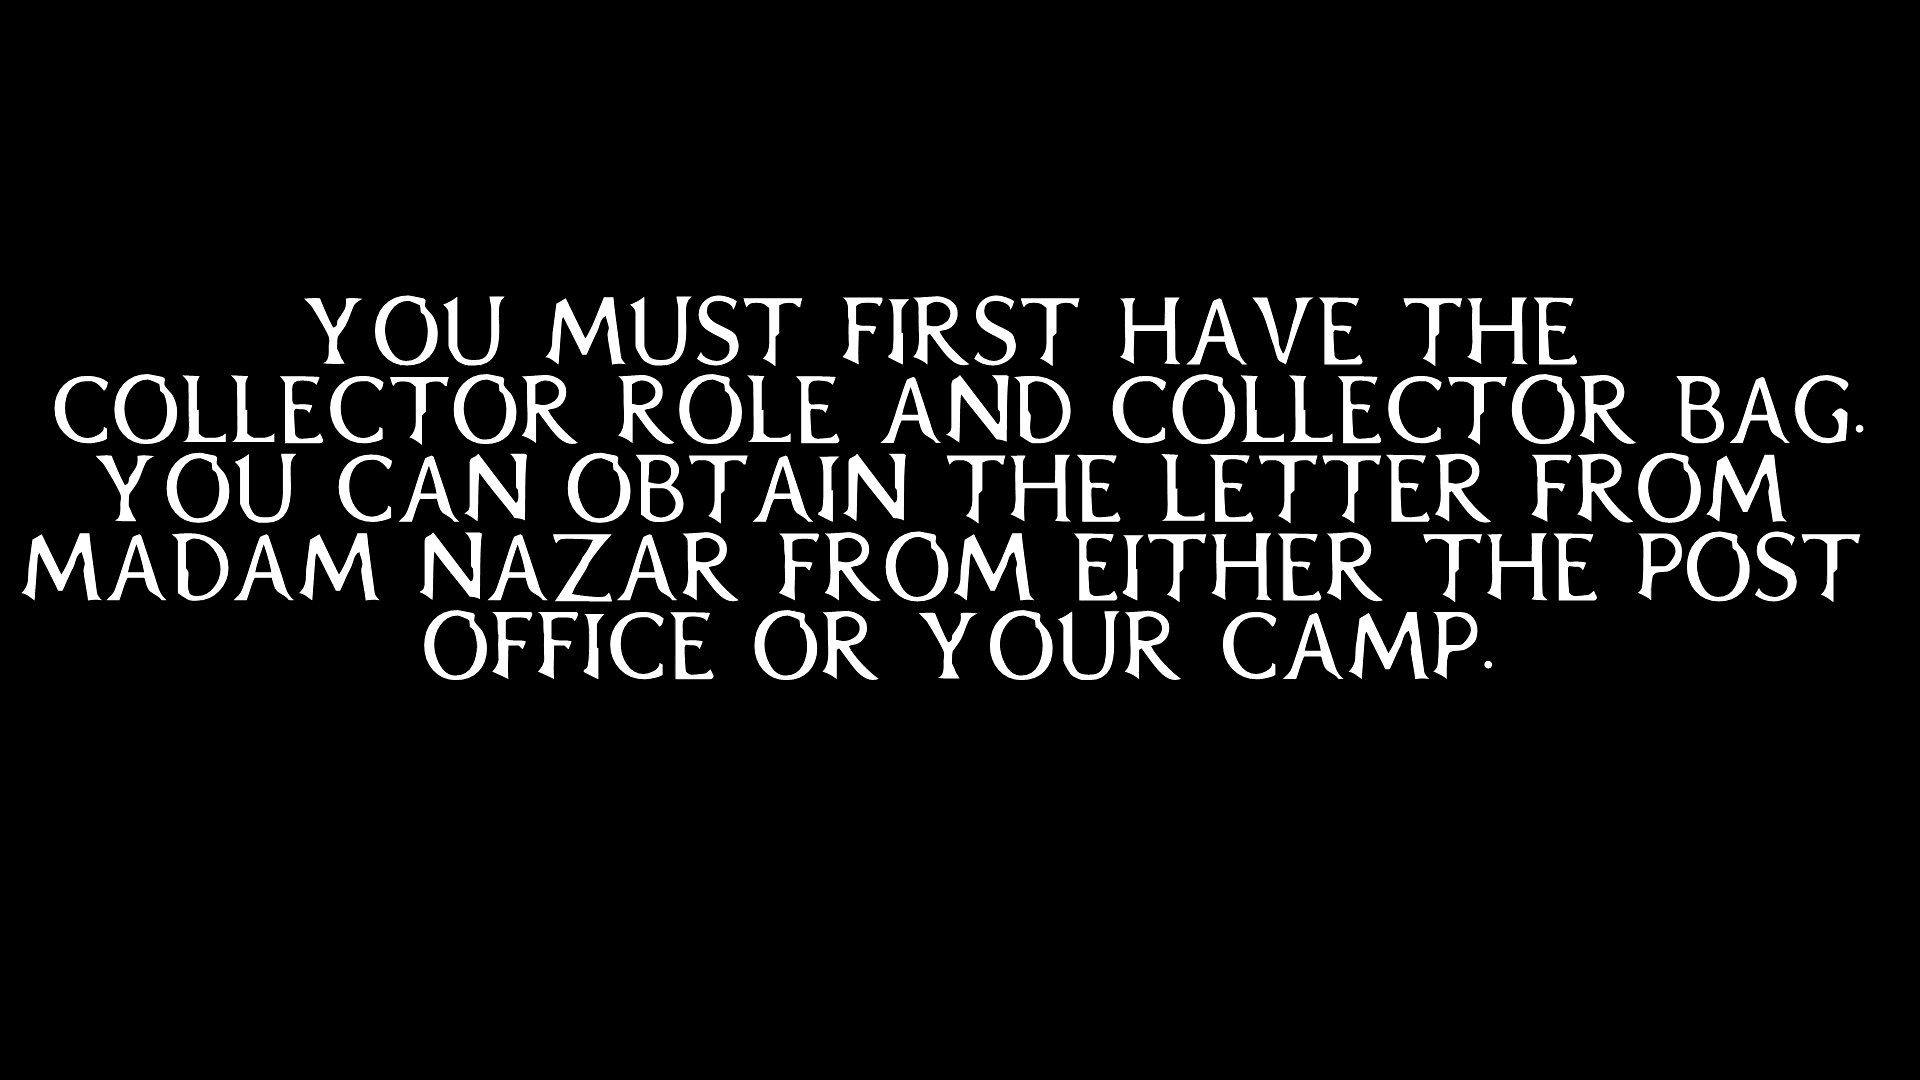 YOU MUST FIRST HAVE THE
COLLECTOR ROLE AND COLLECTOR BAG.
YOU CAN OBTAIN THE LETTER FROM
MADAM NAZAR FROM EITHER THE POST
OFFICE OR YOUR CAMP.